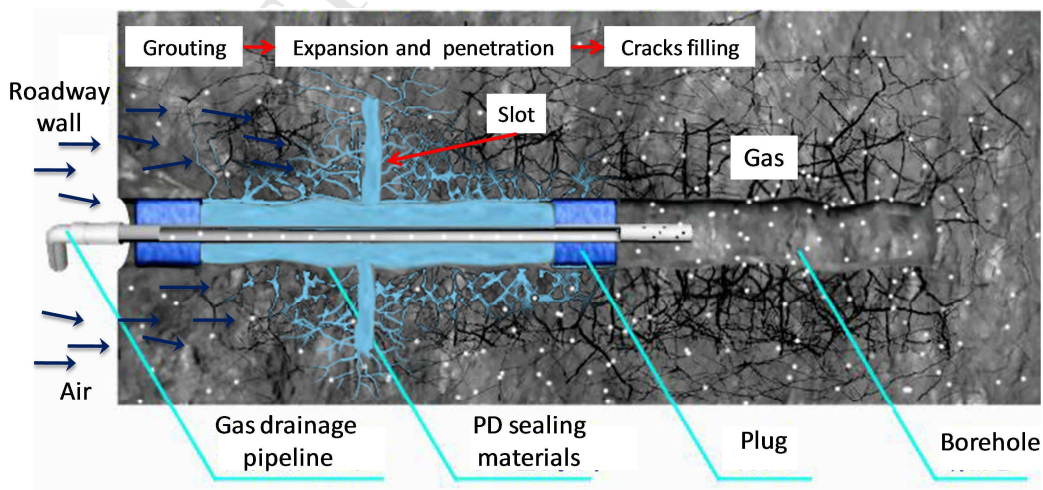 Grouting
Expansion and penetration
Cracks filling
Roadway
wall
Slot
Gas
Air
Gas drainage
pipeline
PD sealing
materials
Plug
Borehole